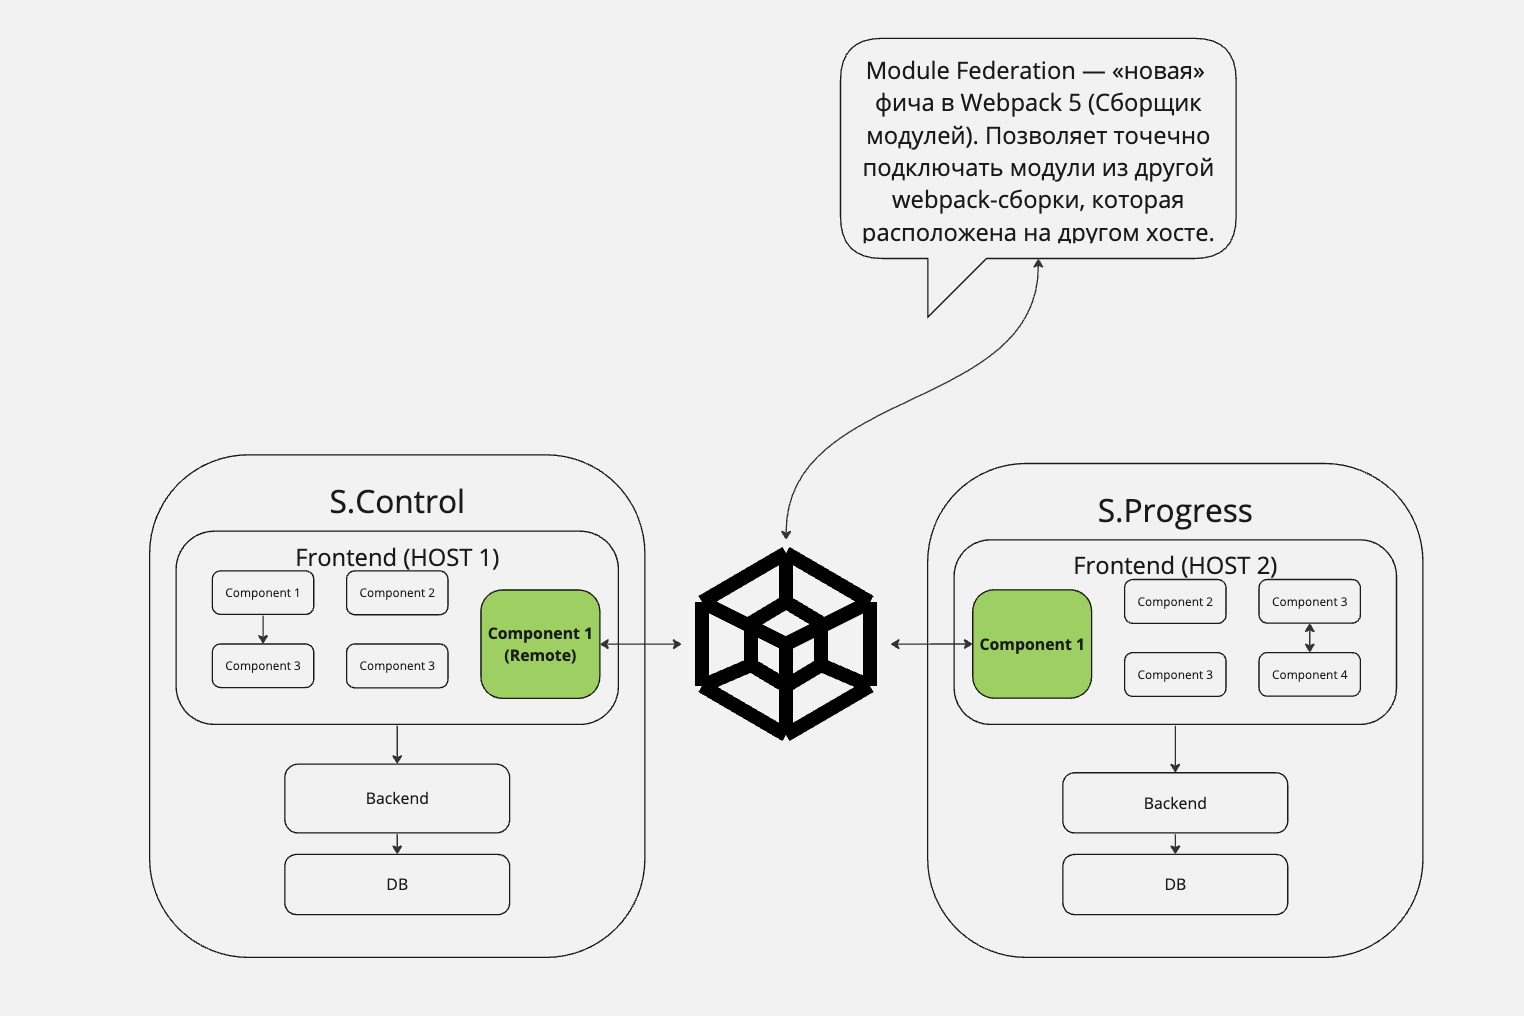 Module Federation — «новая»
фича в Webpack 5 (Сборщик
модулей). Позволяет точечно
подключать модули из другой
webpack-сборки, которая
расположена на другом хосте.
S.Control
Frontend (HOST 1)
Component 1
Component 2
Component 1
(Remote)
Component 3
Component 3
Backend
DB
S.Progress
Frontend (HOST 2)
Component 1
Component 2
Component 3
Component 3
Component 4
Backend
DB